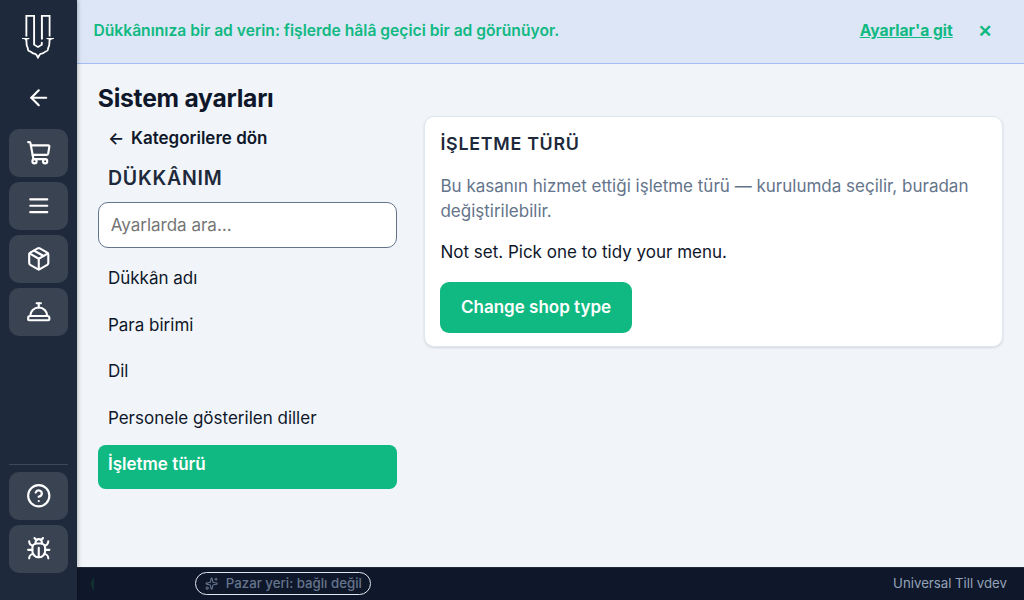 Dükkânınıza bir ad verin: fişlerde hâlâ geçici bir ad görünüyor.
Ayarlar'a git
Sistem ayarları
Kategorilere dön
DÜKKÂNIM
Ayarlarda ara...
Dükkân adı
Para birimi
Dil
Personele gösterilen diller
İşletme türü
İŞLETME TÜRÜ
Bu kasanın hizmet ettiği işletme türü — kurulumda seçilir, buradan
değiştirilebilir.
Not set. Pick one to tidy your menu.
Change shop type
Pazar yeri: bağlı değil
Universal Till vdev